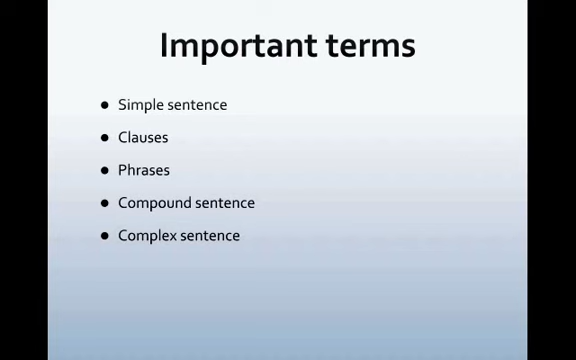 Important terms
● Simple sentence
● Clauses
● Phrases
● Compound sentence
● Complex sentence